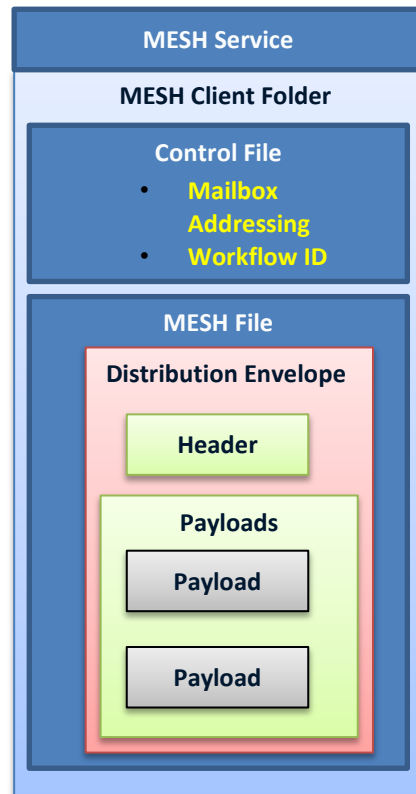 MESH Service
MESH Client Folder
Control File
• Mailbox
Addressing
• Workflow ID
MESH File
Distribution Envelope
Header
Payloads
Payload
Payload